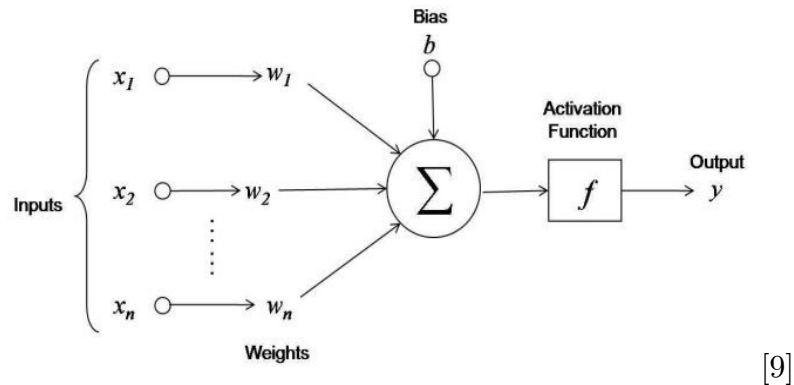 Bias
b
x1 w1
Activation
Function
Inputs
x2 w2
∑
f
Output
y
xn wn
Weights
[9]